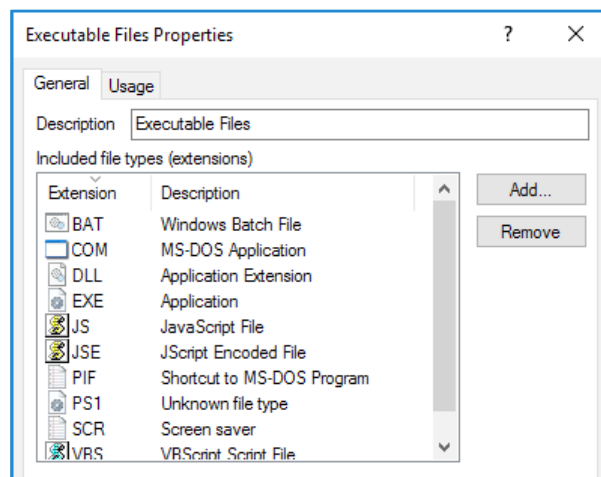 Executable Files Properties ? ×
General Usage
Description Executable Files
Included file types (extensions)
Extension Description Add...
BAT Windows Batch File Remove
COM MS-DOS Application
DLL Application Extension
EXE Application
JS JavaScript File
JSE JScript Encoded File
PIF Shortcut to MS-DOS Program
PS1 Unknown file type
SCR Screen saver
VBS VBScript Script File